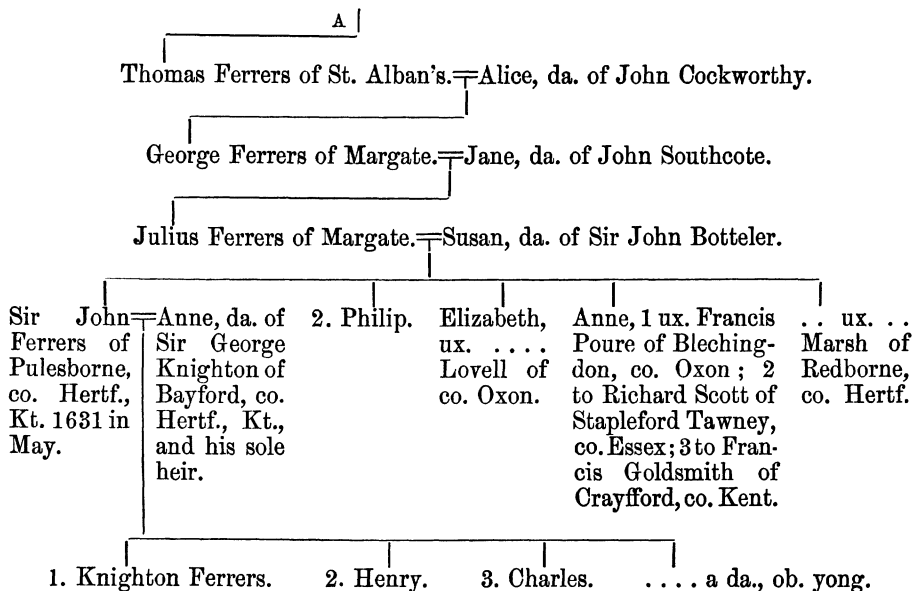 A
Thomas Ferrers of St. Alban's.=Alice, da. of John Cockworthy.
George Ferrers of Margate.=Jane, da. of John Southcote.
Julius Ferrers of Margate.=Susan, da. of Sir John Botteler.
Sir John=
Ferrers of
Pulesborne,
co. Hertf.,
Kt. 1631 in
May.
Anne, da. of
Sir George
Knighton of
Bayford, co.
Hertf., Kt.,
and his sole
heir.
2. Philip.
Elizabeth,
ux. . . . .
Lovell of
co. Oxon.
Anne, 1 ux. Francis
Poure of Bleching-
don, co. Oxon ; 2
to Richard Scott of
Stapleford Tawney,
co. Essex; 3 to Fran-
cis Goldsmith of
Crayfford, co. Kent.
. . ux. . .
Marsh of
Redborne,
co. Hertf.
1. Knighton Ferrers.
2. Henry.
3. Charles.
. . . . a da., ob. yong.